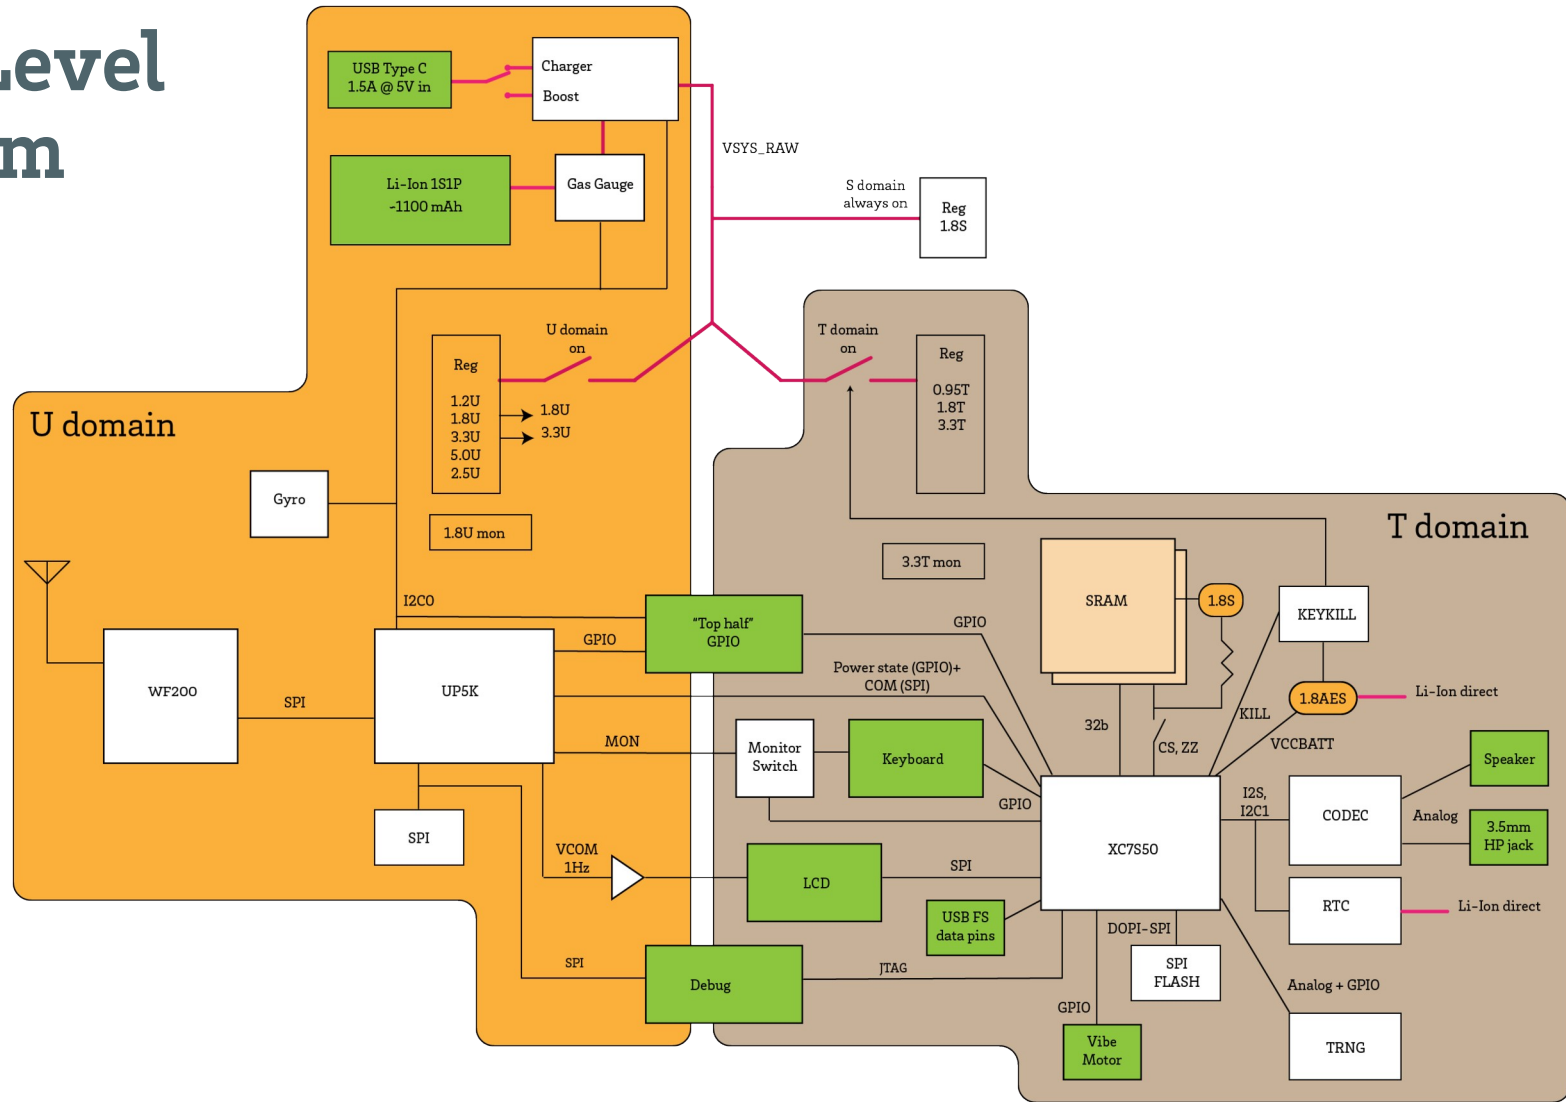 Level
m
USB Type C
1.5A @ 5V in
Charger
Boost
Li-Ion 1S1P
~1100 mAh
Gas Gauge
VSYS_RAW
S domain
always on
Reg
1.8S
U domain
on
T domain
on
Reg
1.2U
1.8U
3.3U
5.0U
2.5U
1.8U
3.3U
Reg
0.95T
1.8T
3.3T
U domain
Gyro
1.8U mon
T domain
3.3T mon
SRAM
1.8S
KEYKILL
I2C0
"Top half"
GPIO
GPIO
GPIO
WF200
SPI
UP5K
Power state (GPIO)+
COM (SPI)
1.8AES
Li-Ion direct
32b
CS, ZZ
KILL
VCCBATT
MON
Monitor
Switch
Keyboard
GPIO
Speaker
I2S,
I2C1
CODEC
Analog
3.5mm
HP jack
SPI
VCOM
1Hz
LCD
SPI
XC7S50
RTC
Li-Ion direct
USB FS
data pins
DOPI-SPI
SPI
FLASH
SPI
Debug
JTAG
GPIO
Analog + GPIO
Vibe
Motor
TRNG